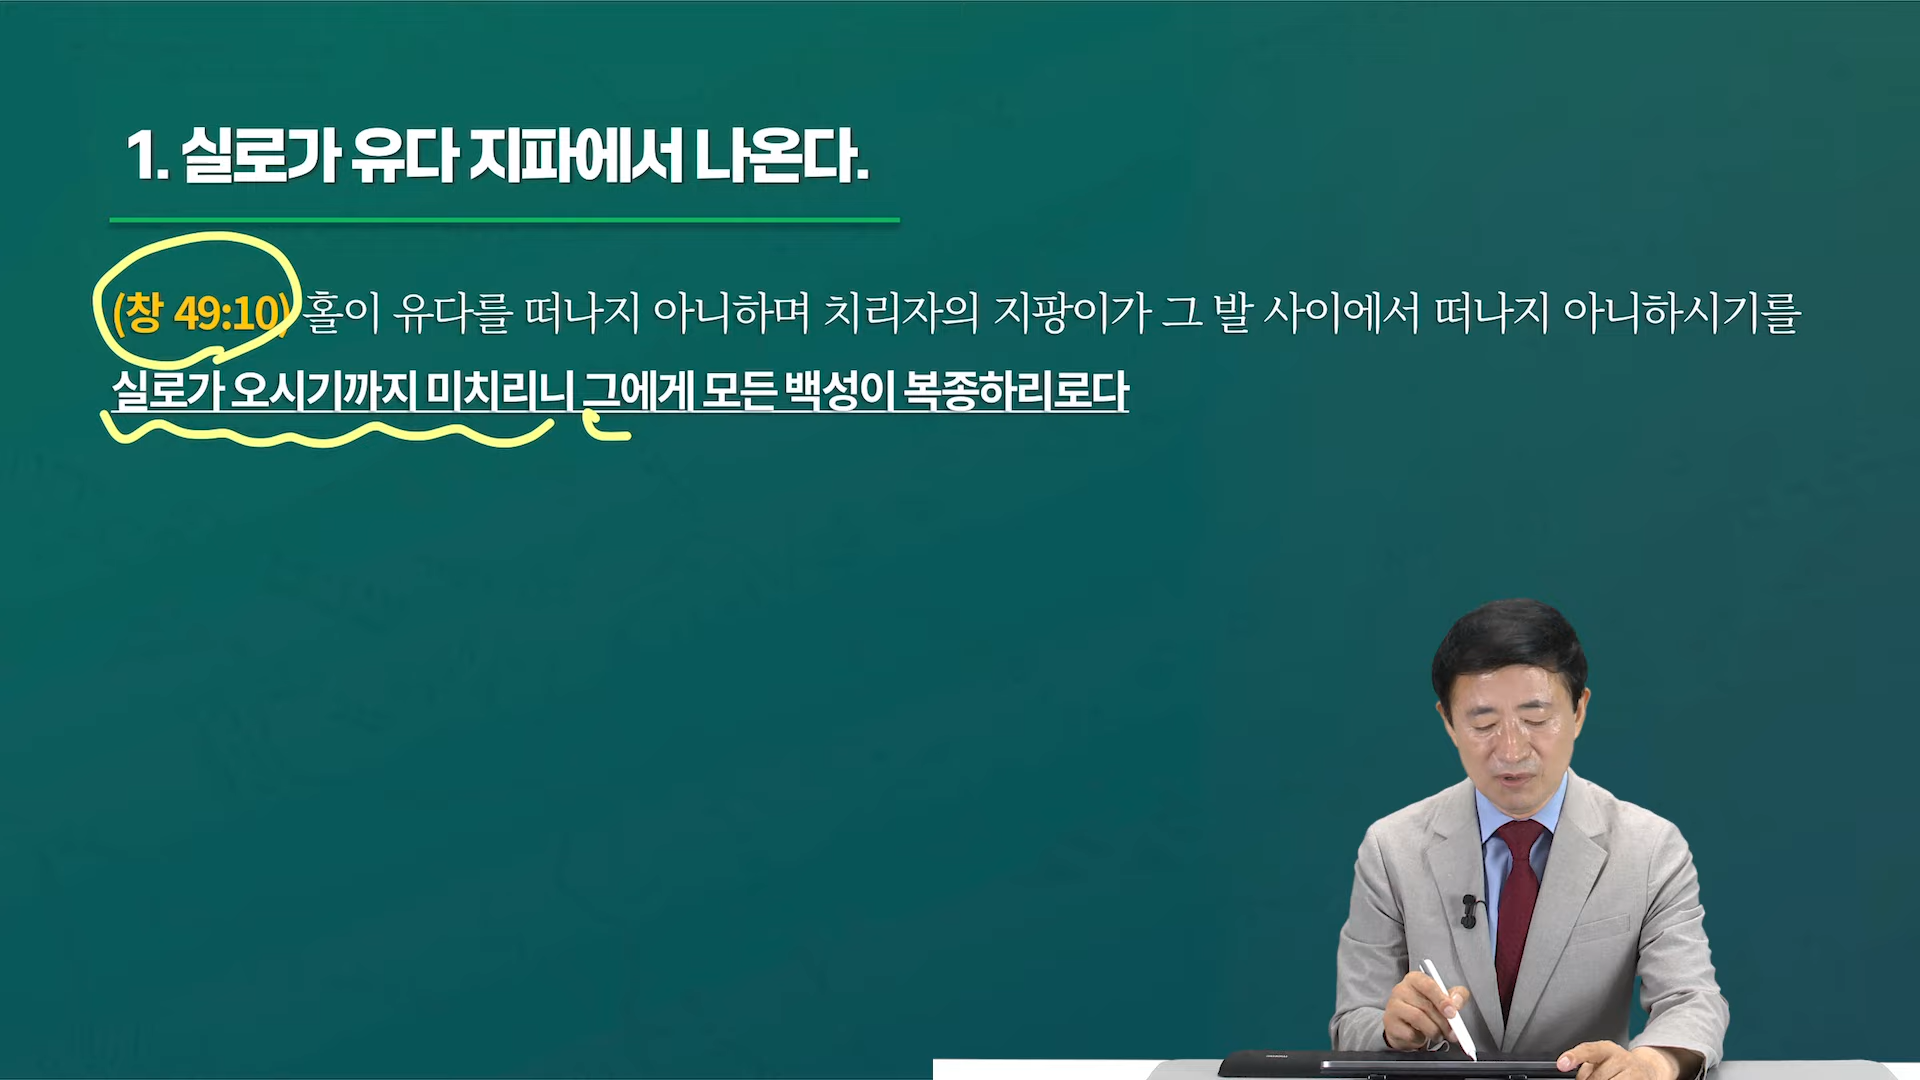 1. 실로가 유다 지파에서 나온다.
(창 49:10) 홀이 유다를 떠나지 아니하며 치리자의 지팡이가 그 발 사이에서 떠나지 아니하시기를
실로가 오시기까지 미치리니 그에게 모든 백성이 복종하리로다